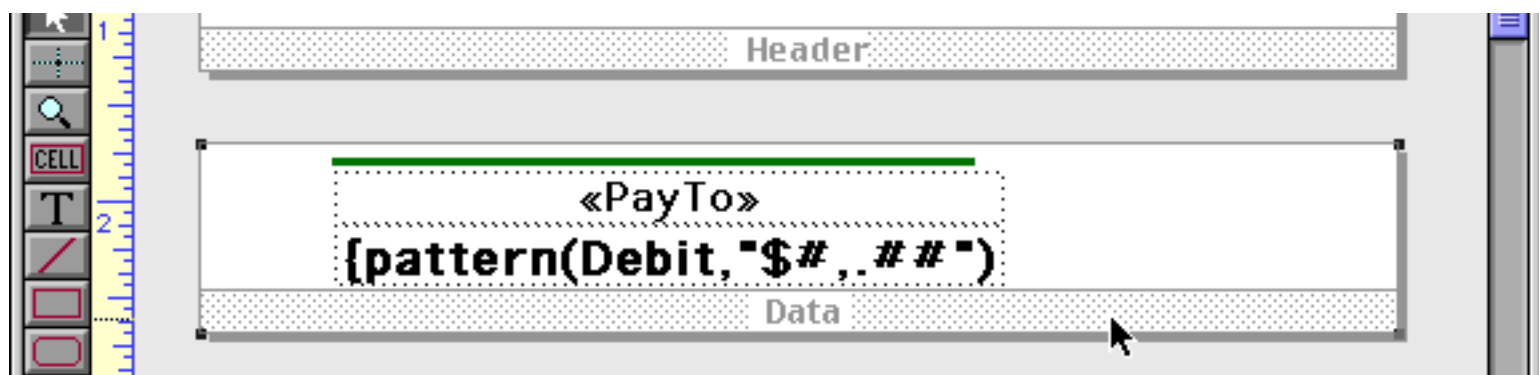 1
Header
CELL
T
«PayTo»
2
{pattern(Debit,"$#,.##")
Data